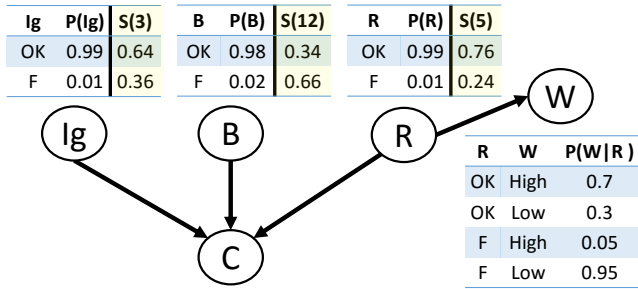 Ig P(Ig) S(3)
OK 0.99 0.64
F 0.01 0.36
B P(B) S(12)
OK 0.98 0.34
F 0.02 0.66
R P(R) S(5)
OK 0.99 0.76
F 0.01 0.24
Ig
B
R
W
C
R W P(W|R )
OK High 0.7
OK Low 0.3
F High 0.05
F Low 0.95